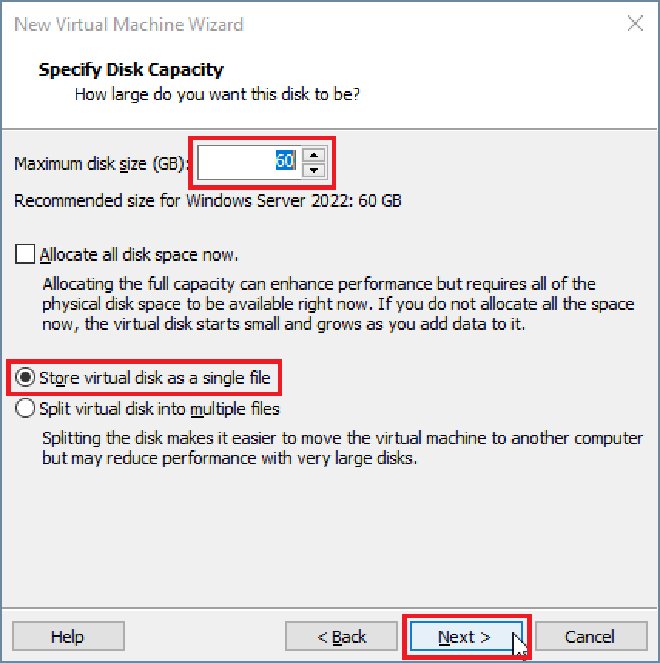 New Virtual Machine Wizard
Specify Disk Capacity
How large do you want this disk to be?
Maximum disk size (GB): 60
Recommended size for Windows Server 2022: 60 GB
Allocate all disk space now.
Allocating the full capacity can enhance performance but requires all of the
physical disk space to be available right now. If you do not allocate all the space
now, the virtual disk starts small and grows as you add data to it.
Store virtual disk as a single file
Split virtual disk into multiple files
Splitting the disk makes it easier to move the virtual machine to another computer
but may reduce performance with very large disks.
Help < Back Next > Cancel